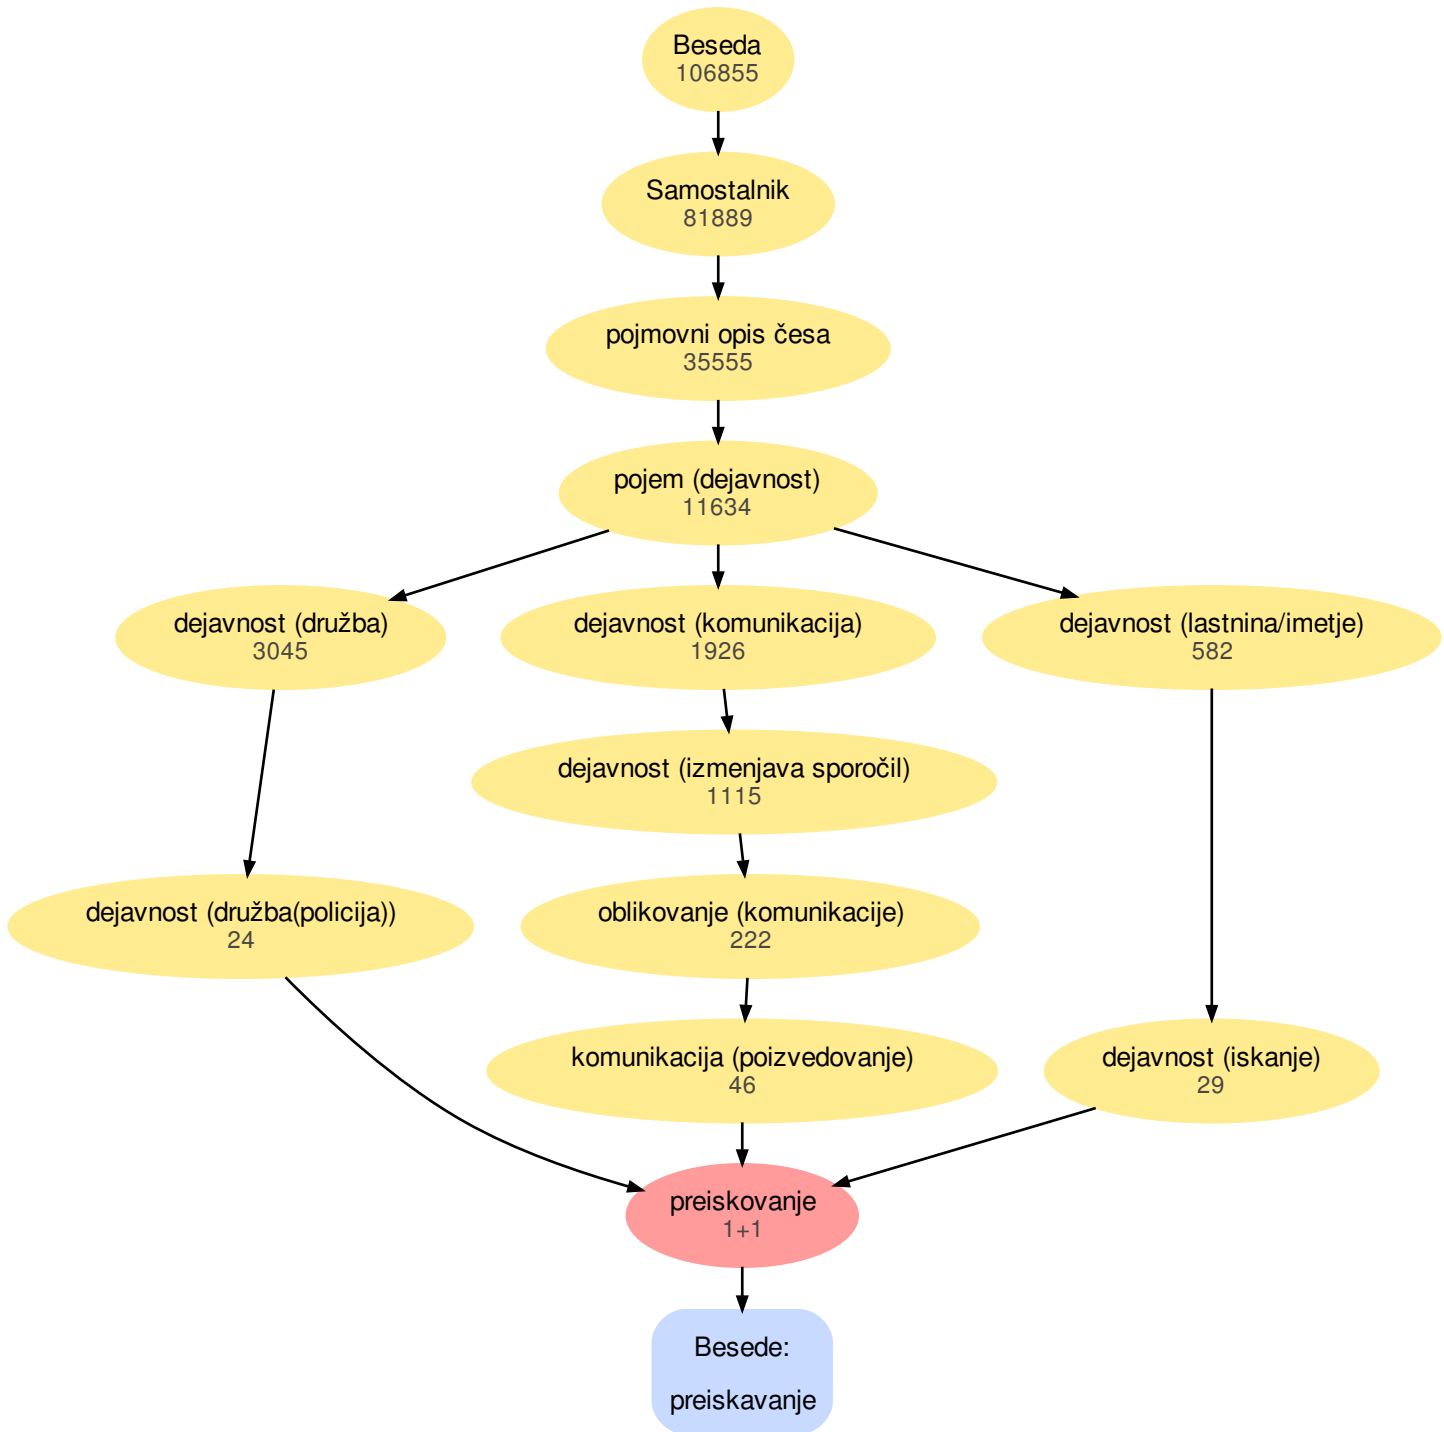 Beseda
106855
Samostalnik
81889
pojmovni opis česa
35555
pojem (dejavnost)
11634
dejavnost (družba)
3045
dejavnost (komunikacija)
1926
dejavnost (lastnina/imetje)
582
dejavnost (izmenjava sporočil)
1115
dejavnost (družba(policija))
24
oblikovanje (komunikacije)
222
komunikacija (poizvedovanje)
46
dejavnost (iskanje)
29
preiskovanje
1+1
Besede:
preiskavanje